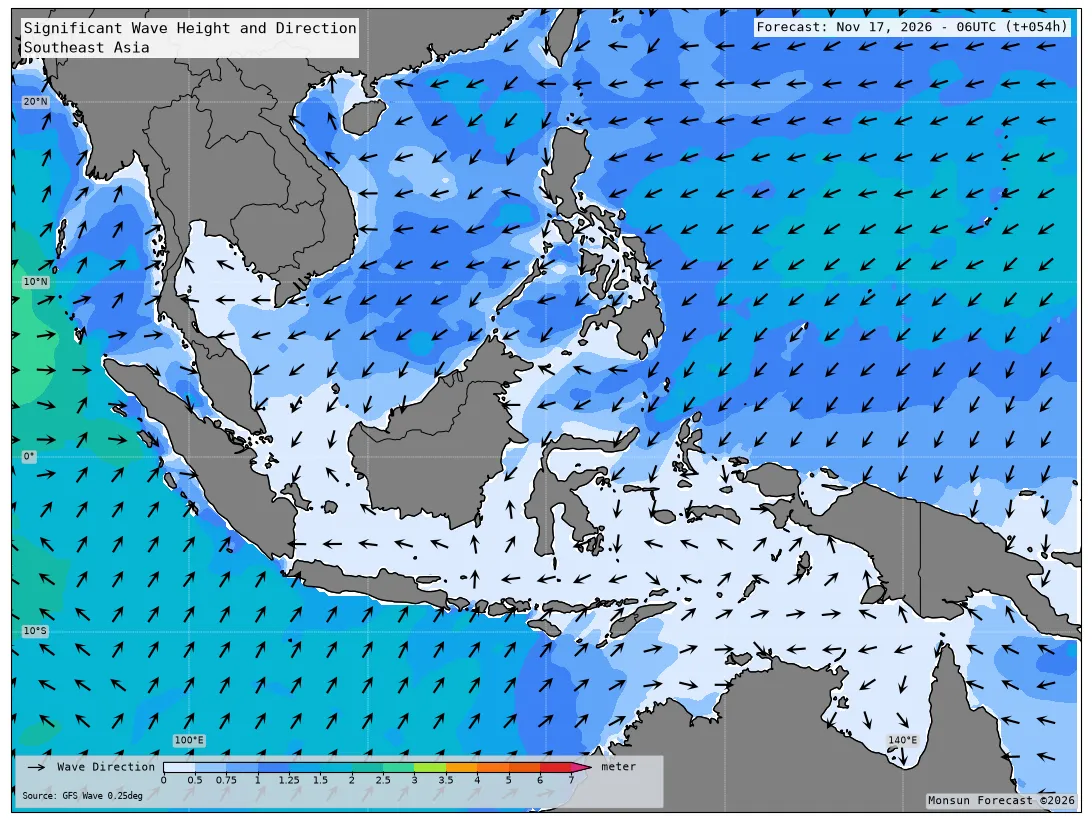 Significant Wave Height and Direction
Southeast Asia
Forecast: Nov 17, 2026 - 06UTC (t+054h)
20°N
10°N
0°
10°S
100°E
140°E
Wave Direction
meter
0 0.5 0.75 1 1.25 1.5 2 2.5 3 3.5 4 5 6 7
Source: GFS Wave 0.25deg
Monsun Forecast ©2026